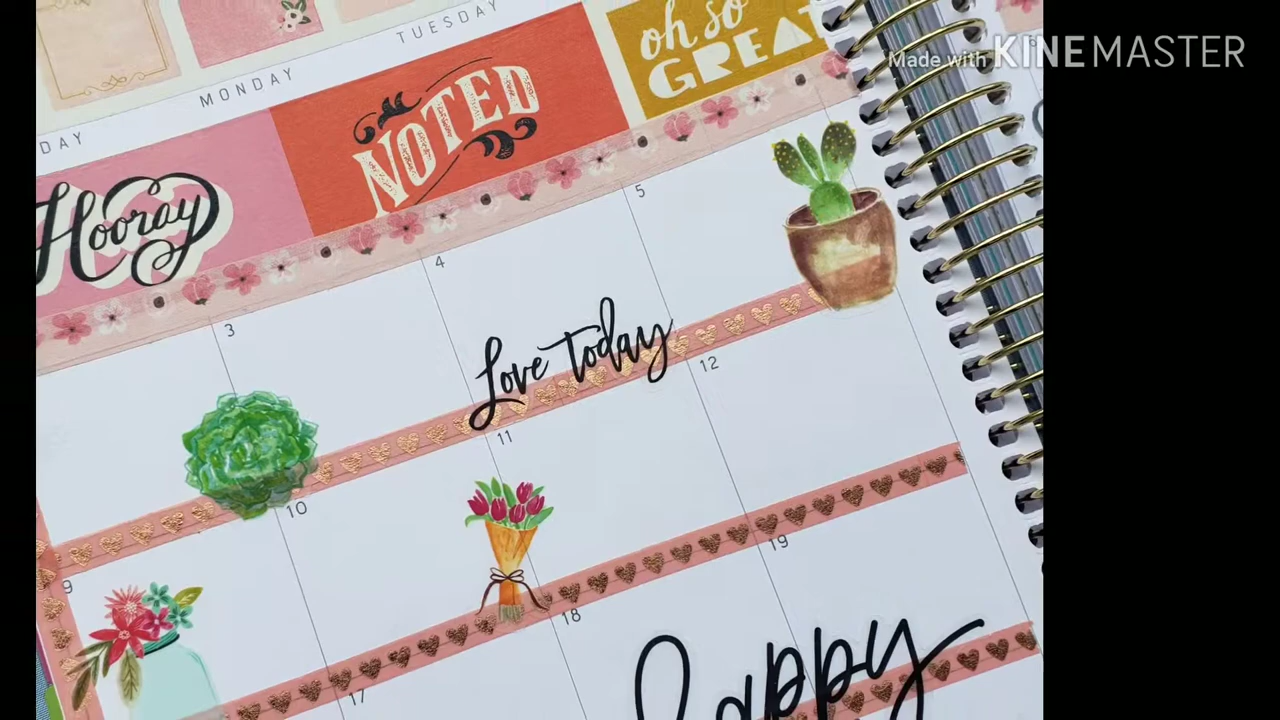 Made with KINEMASTER
oh so
GREAT
TUESDAY
MONDAY
DAY
NOTED
Hooray
5
4
3
Love today
12
11
10
9
19
18
17
happy